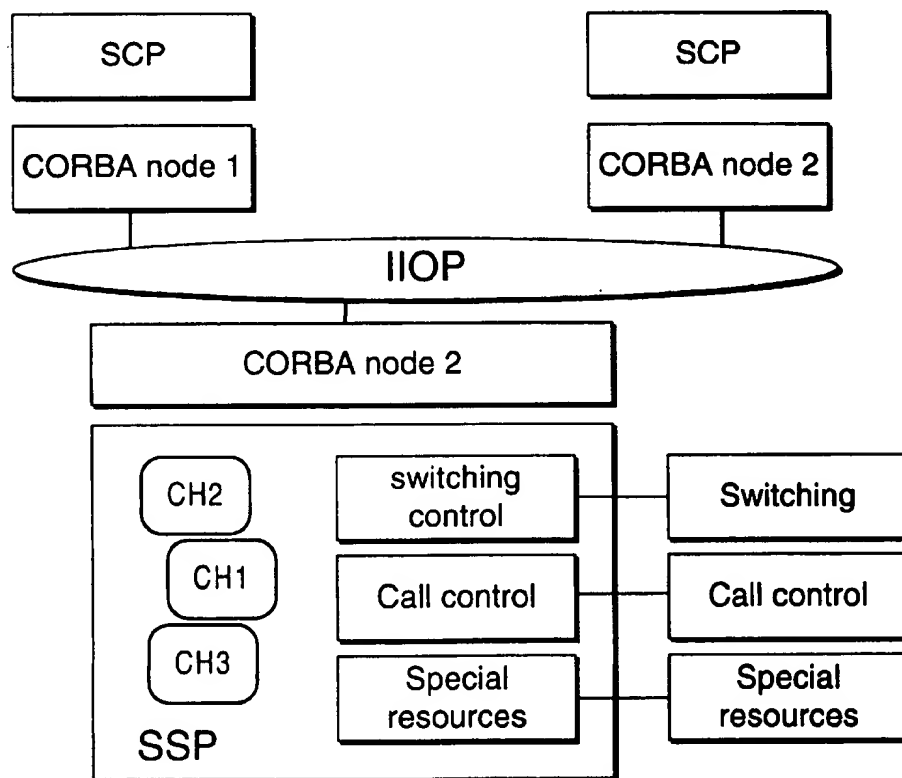 SCP
SCP
CORBA node 1
CORBA node 2
IIOP
CORBA node 2
CH2
CH1
CH3
SSP
switching
control
Switching
Call control
Call control
Special
resources
Special
resources